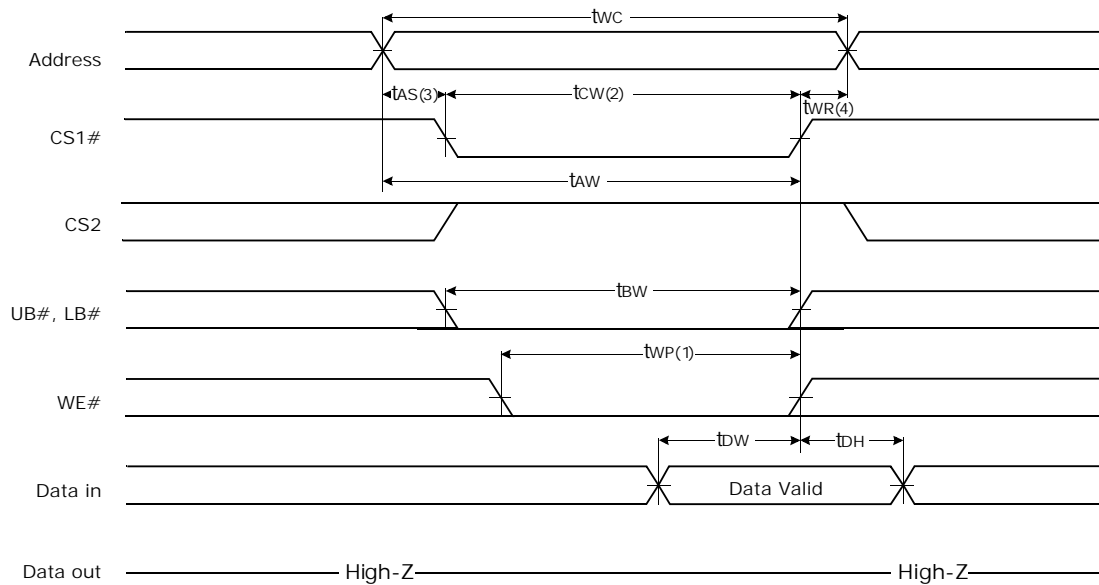 tWC
Address
tAS(3) tCW(2) tWR(4)
CS1#
tAW
CS2
tBW
UB#, LB#
tWP(1)
WE#
tDW tDH
Data in Data Valid
Data out High-Z High-Z